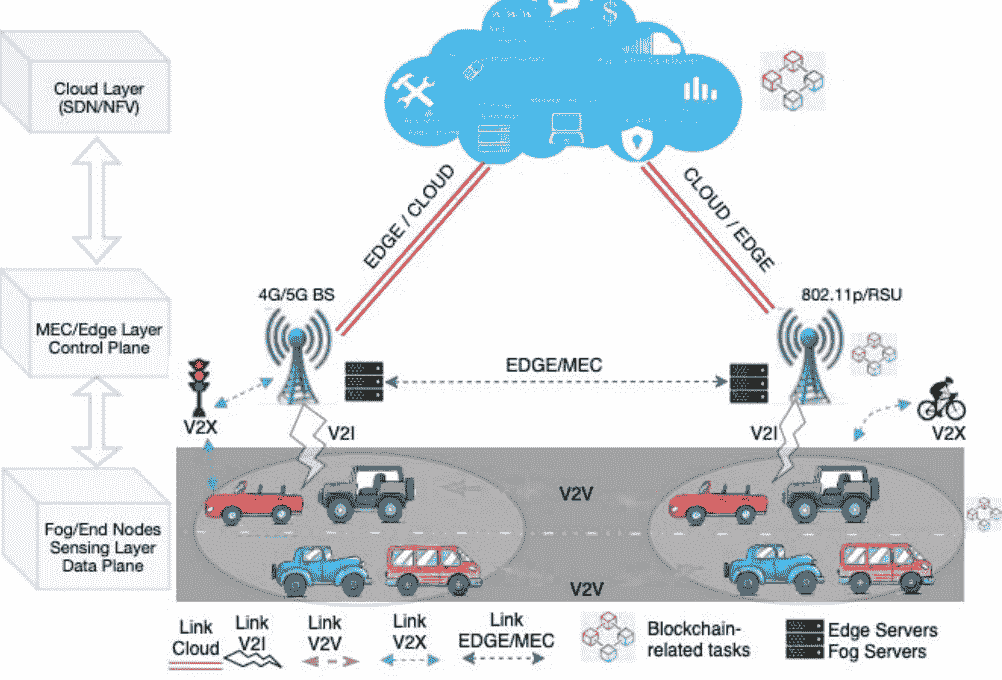 $
Cloud Layer
(SDN/NFV)
EDGE / CLOUD
CLOUD / EDGE
4G/5G BS
802.11p/RSU
MEC/Edge Layer
Control Plane
EDGE/MEC
V2X
V2I
V2I
V2X
V2V
Fog/End Nodes
Sensing Layer
Data Plane
V2V
Link
Cloud
Link
V2I
Link
V2V
Link
V2X
Link
EDGE/MEC
Blockchain-
related tasks
Edge Servers
Fog Servers